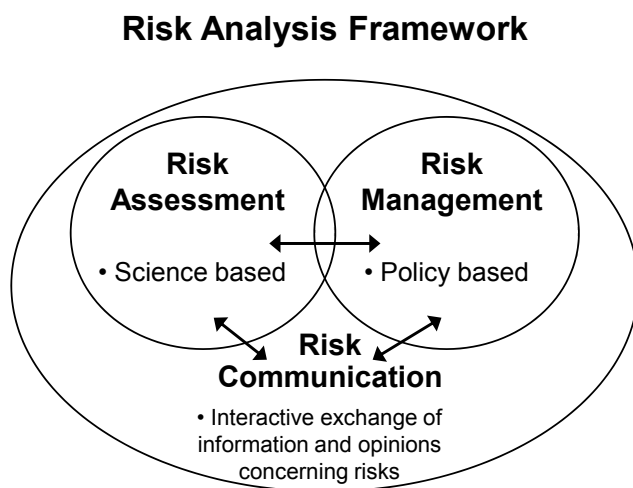 Risk Analysis Framework
Risk
Assessment
• Science based
Risk
Management
• Policy based
Risk
Communication
• Interactive exchange of
information and opinions
concerning risks